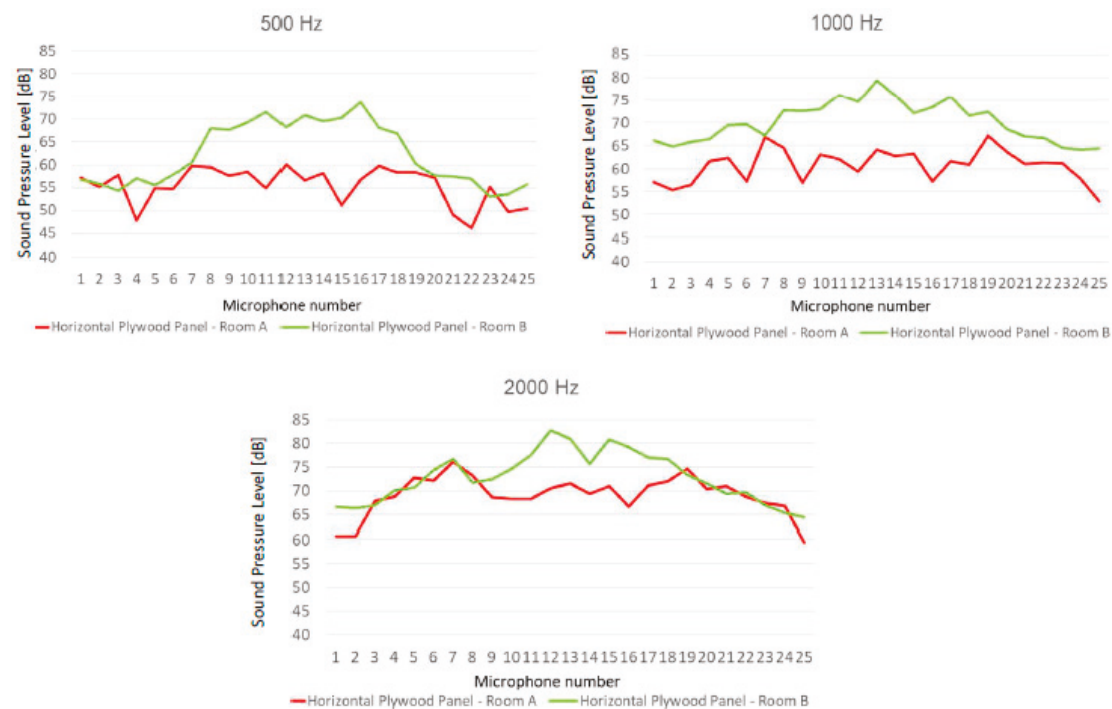 500 Hz
Sound Pressure Level [dB]
85
80
75
70
65
60
55
50
45
40
1 2 3 4 5 6 7 8 9 10 11 12 13 14 15 16 17 18 19 20 21 22 23 24 25
Microphone number
Horizontal Plywood Panel - Room A Horizontal Plywood Panel - Room B
1000 Hz
Sound Pressure Level [dB]
85
80
75
70
65
60
55
50
45
40
1 2 3 4 5 6 7 8 9 10 11 12 13 14 15 16 17 18 19 20 21 22 23 24 25
Microphone number
Horizontal Plywood Panel - Room A Horizontal Plywood Panel - Room B
2000 Hz
Sound Pressure Level [dB]
85
80
75
70
65
60
55
50
45
40
1 2 3 4 5 6 7 8 9 10 11 12 13 14 15 16 17 18 19 20 21 22 23 24 25
Microphone number
Horizontal Plywood Panel - Room A Horizontal Plywood Panel - Room B